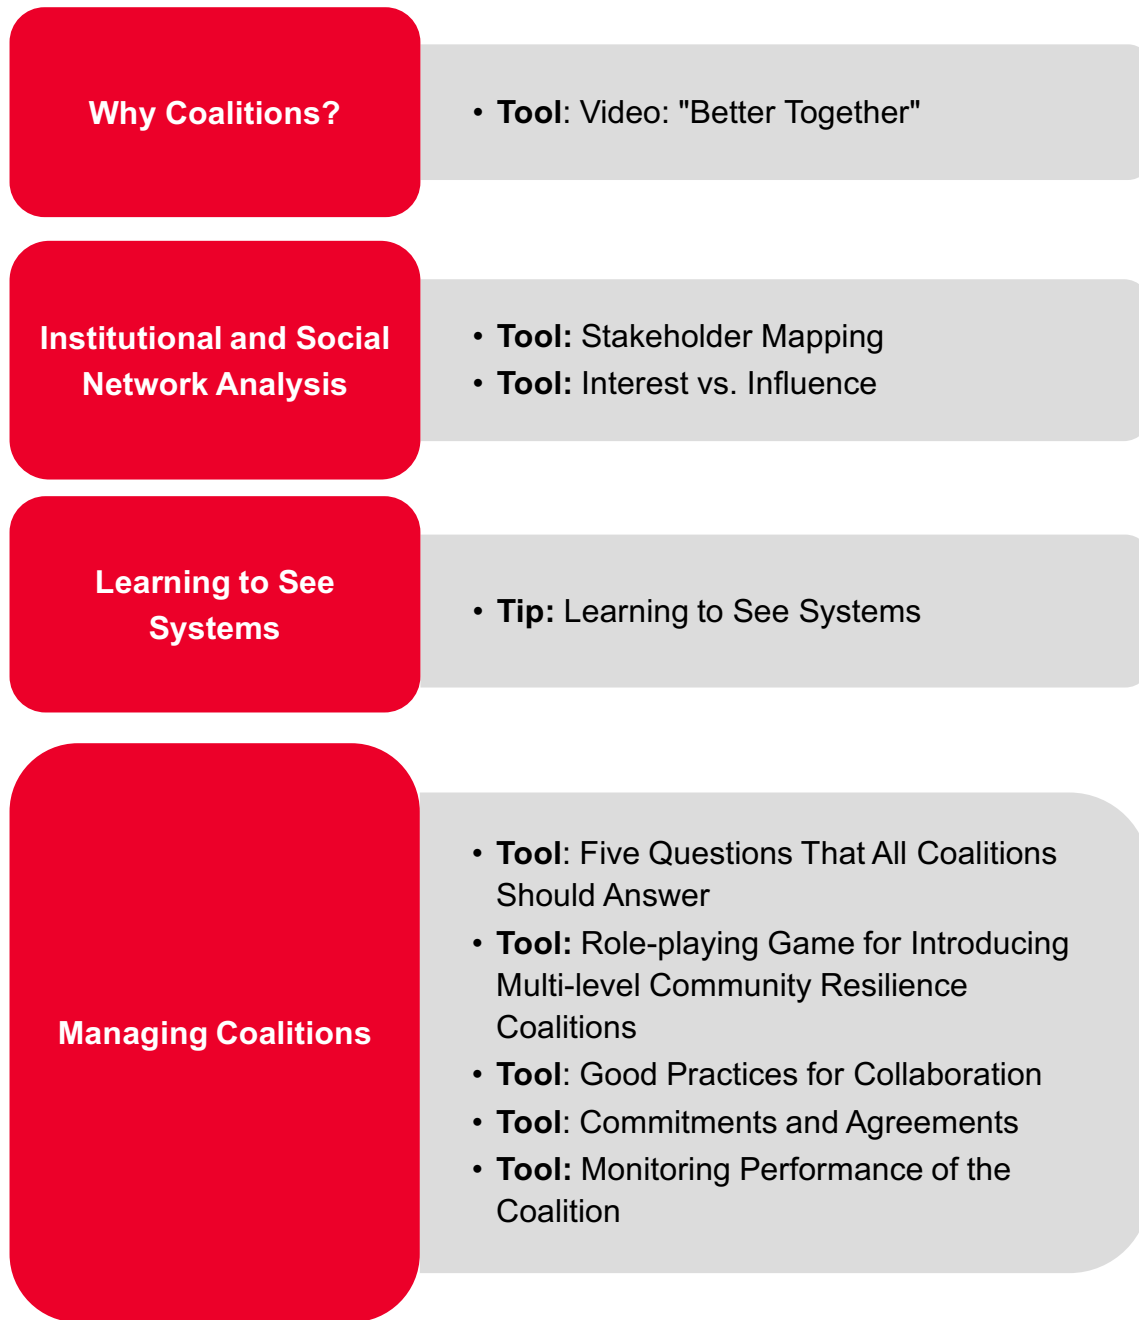 Why Coalitions?
• Tool: Video: "Better Together"
Institutional and Social
Network Analysis
• Tool: Stakeholder Mapping
• Tool: Interest vs. Influence
Learning to See
Systems
• Tip: Learning to See Systems
Managing Coalitions
• Tool: Five Questions That All Coalitions
Should Answer
• Tool: Role-playing Game for Introducing
Multi-level Community Resilience
Coalitions
• Tool: Good Practices for Collaboration
• Tool: Commitments and Agreements
• Tool: Monitoring Performance of the
Coalition